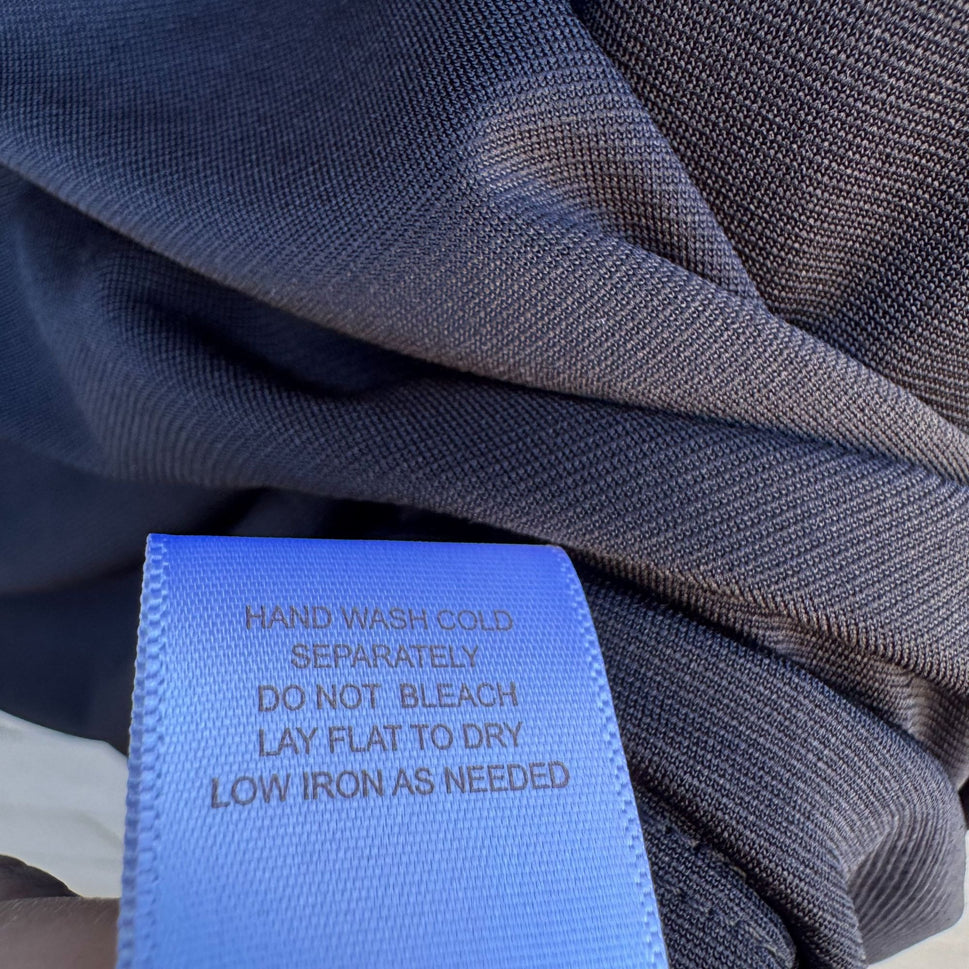 HAND WASH COLD
SEPARATELY
DO NOT BLEACH
LAY FLAT TO DRY
LOW IRON AS NEEDED